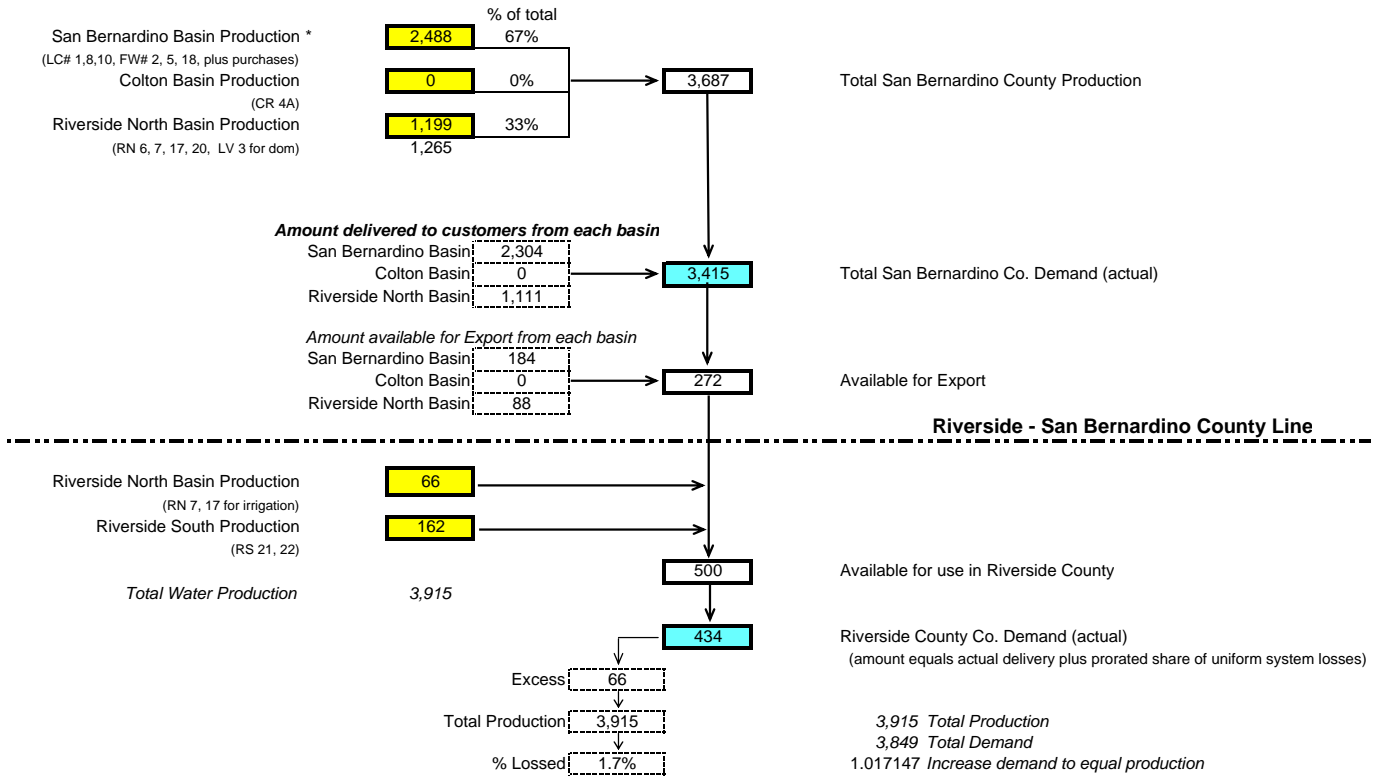 % of total
San Bernardino Basin Production * 2,488 67%
(LC# 1,8,10, FW# 2, 5, 18, plus purchases)
Colton Basin Production 0 0% 3,687 Total San Bernardino County Production
(CR 4A)
Riverside North Basin Production 1,199 33%
(RN 6, 7, 17, 20, LV 3 for dom) 1,265
Amount delivered to customers from each basin
San Bernardino Basin 2,304
Colton Basin 0 3,415 Total San Bernardino Co. Demand (actual)
Riverside North Basin 1,111
Amount available for Export from each basin
San Bernardino Basin 184
Colton Basin 0 272 Available for Export
Riverside North Basin 88
Riverside - San Bernardino County Line
Riverside North Basin Production 66
(RN 7, 17 for irrigation)
Riverside South Production 162
(RS 21, 22)
500 Available for use in Riverside County
Total Water Production 3,915
434 Riverside County Co. Demand (actual)
(amount equals actual delivery plus prorated share of uniform system losses)
Excess 66
Total Production 3,915 3,915 Total Production
3,849 Total Demand
% Lossed 1.7% 1.017147 Increase demand to equal production